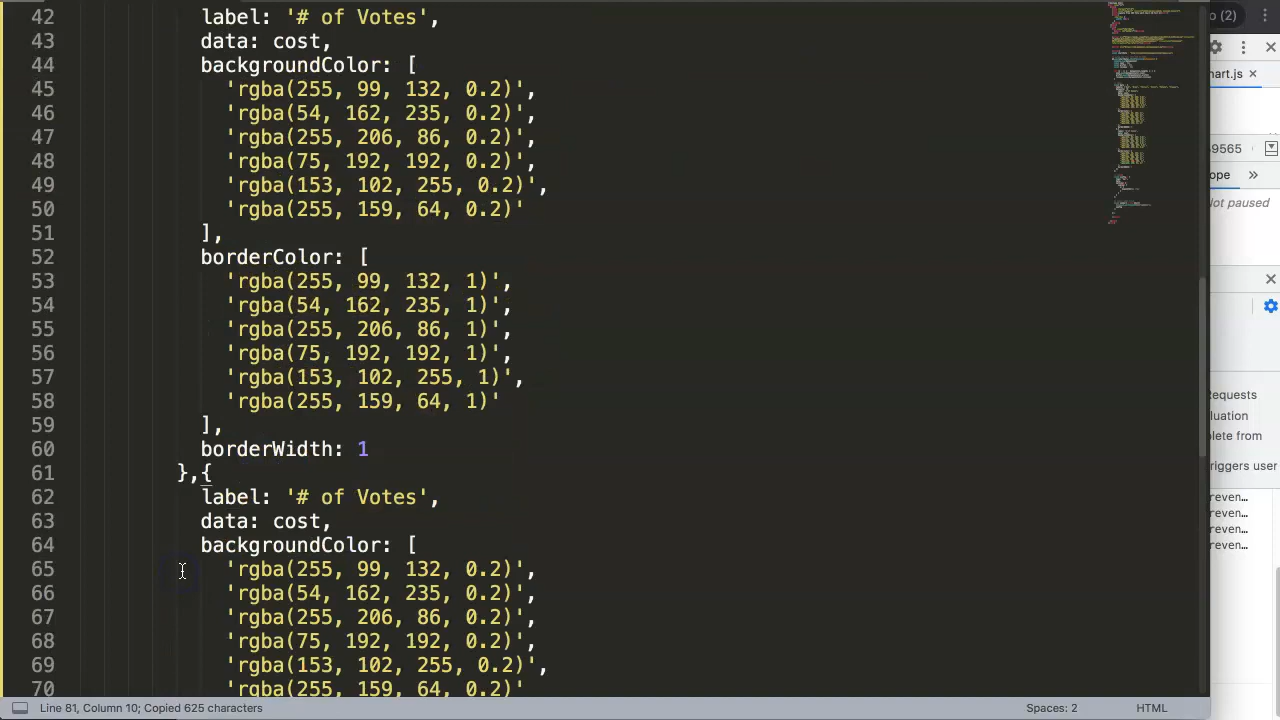 42 label: '# of Votes',
43 data: cost,
44 backgroundColor: [
45 'rgba(255, 99, 132, 0.2)',
46 'rgba(54, 162, 235, 0.2)',
47 'rgba(255, 206, 86, 0.2)',
48 'rgba(75, 192, 192, 0.2)',
49 'rgba(153, 102, 255, 0.2)',
50 'rgba(255, 159, 64, 0.2)'
51 ],
52 borderColor: [
53 'rgba(255, 99, 132, 1)',
54 'rgba(54, 162, 235, 1)',
55 'rgba(255, 206, 86, 1)',
56 'rgba(75, 192, 192, 1)',
57 'rgba(153, 102, 255, 1)',
58 'rgba(255, 159, 64, 1)'
59 ],
60 borderWidth: 1
61 },{
62 label: '# of Votes',
63 data: cost,
64 backgroundColor: [
65 'rgba(255, 99, 132, 0.2)',
66 'rgba(54, 162, 235, 0.2)',
67 'rgba(255, 206, 86, 0.2)',
68 'rgba(75, 192, 192, 0.2)',
69 'rgba(153, 102, 255, 0.2)',
70 'rgba(255, 159, 64, 0.2)'
Line 81, Column 10; Copied 625 characters
Spaces: 2
HTML
(2)
art.js
9565
ope
ot paused
equests
luation
lete from
riggers user
reven…
reven…
reven…
reven…